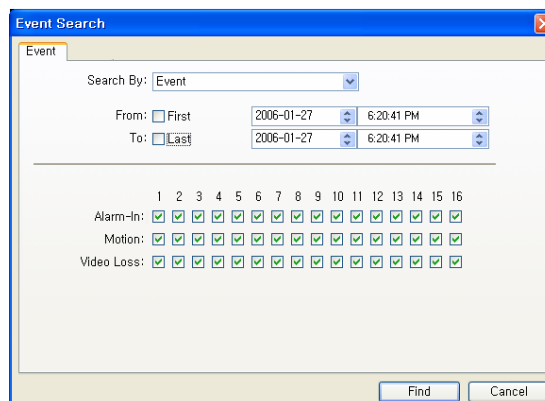 Event Search
Event
Search By: Event
From: First 2006-01-27 6:20:41 PM
To: Last 2006-01-27 6:20:41 PM
1 2 3 4 5 6 7 8 9 10 11 12 13 14 15 16
Alarm-In:
Motion:
Video Loss:
Find Cancel